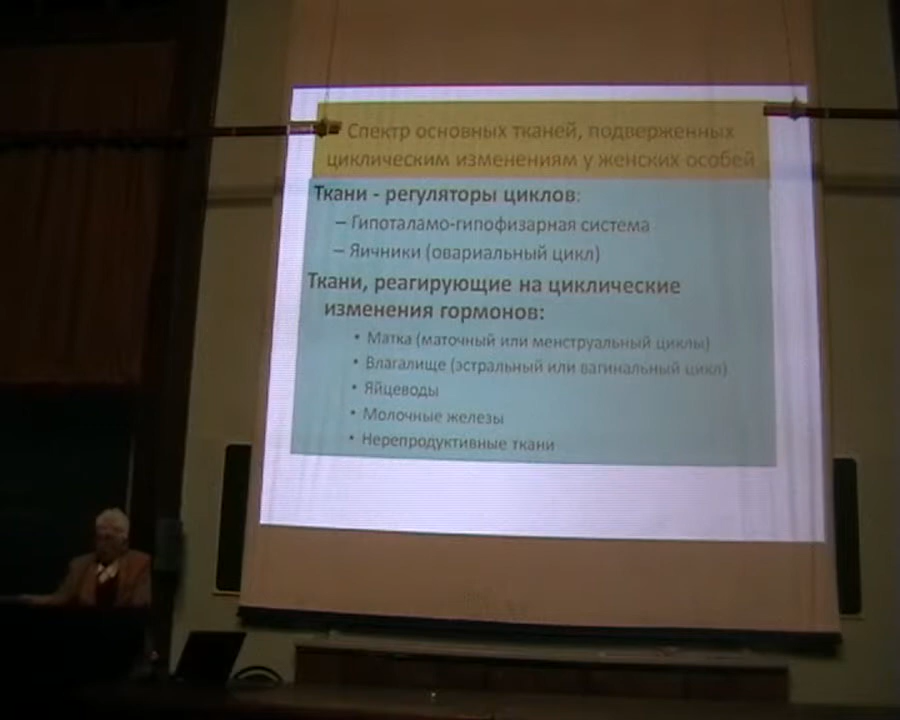 Спектр основных тканей, подверженных
циклическим изменениям у женских особей
Ткани - регуляторы циклов:
– Гипоталамо-гипофизарная система
– Яичники (овариальный цикл)
Ткани, реагирующие на циклические
изменения гормонов:
• Матка (маточный или менструальный циклы)
• Влагалище (эстральный или вагинальный цикл)
• Яйцеводы
• Молочные железы
• Нерепродуктивные ткани